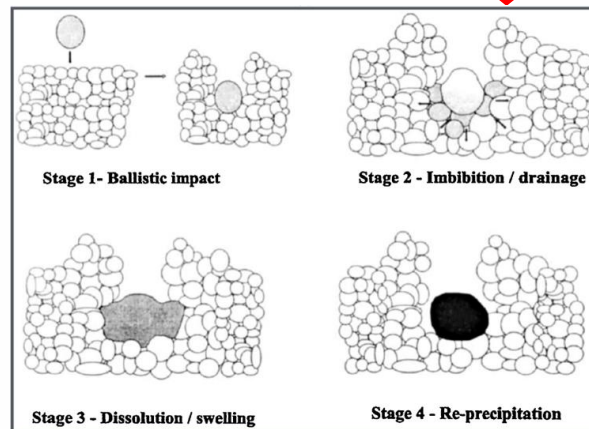 Stage 1- Ballistic impact
Stage 2 - Imbibition / drainage
Stage 3 - Dissolution / swelling
Stage 4 - Re-precipitation